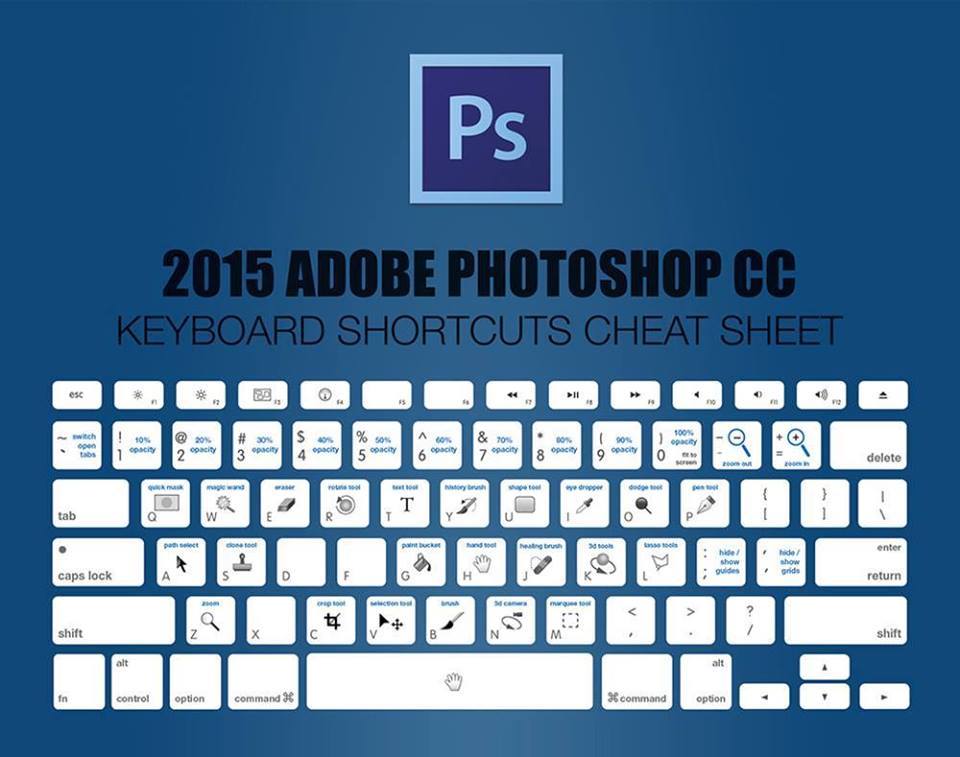 Ps
2015 ADOBE PHOTOSHOP CC
KEYBOARD SHORTCUTS CHEAT SHEET
esc F1 F2 F3 F4 F5 F6 F7 F8 F9 F10 F11 F12
~ ` switch open tabs
! 1 10% opacity
@ 2 20% opacity
# 3 30% opacity
$ 4 40% opacity
% 5 50% opacity
^ 6 60% opacity
& 7 70% opacity
* 8 80% opacity
( 9 90% opacity
) 0 100% opacity fit to screen
- - zoom out
+ = zoom in
delete
tab
quick mask Q
magic wand W
eraser E
rotate tool R
text tool T T
history brush Y
shape tool U
eye dropper I
dodge tool O
pen tool P
{ [
} ]
| \
caps lock
path select A
clone tool S
D
F
paint bucket G
hand tool H
healing brush J
3d tools K
lasso tools L
: ; hide / show guides
' , hide / show grids
enter return
shift
zoom Z
X
crop tool C
selection tool V
brush B
3d camera N
marquee tool M
< ,
> .
? /
shift
fn
alt control
option
command ⌘
⌘ command
alt option